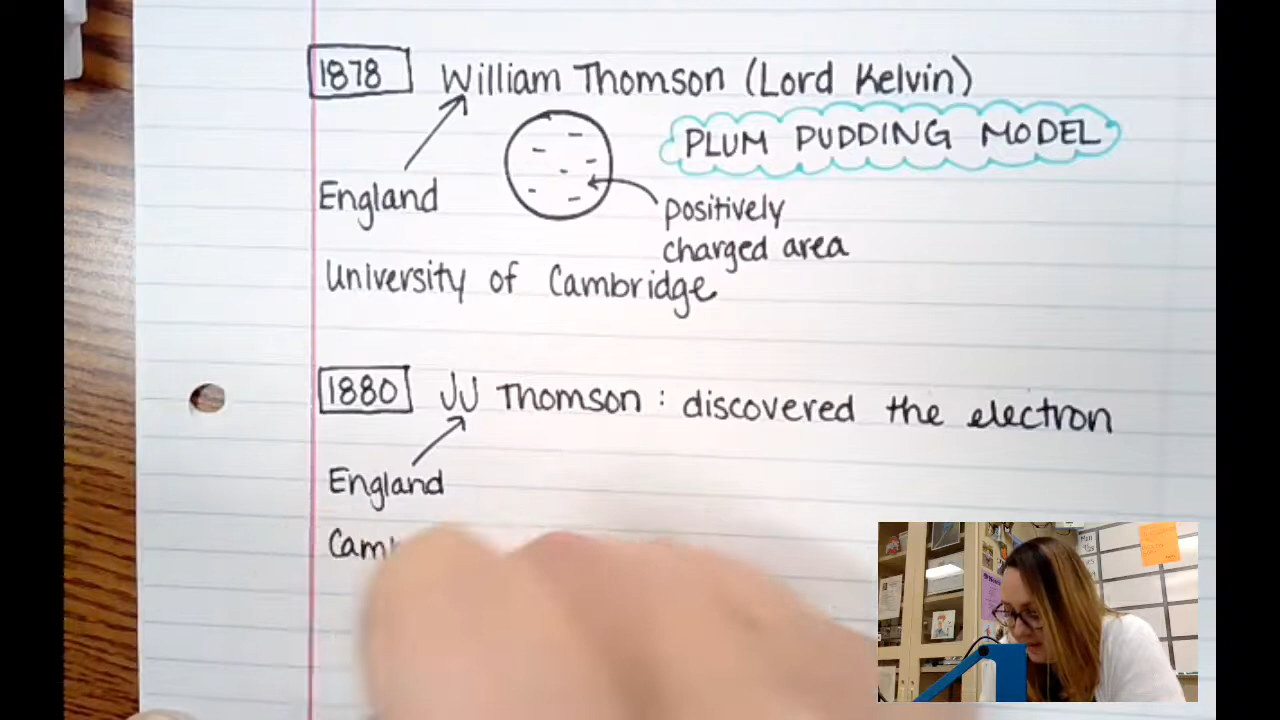 1878 William Thomson (Lord Kelvin)
PLUM PUDDING MODEL
England
positively
charged area
University of Cambridge
1880 JJ Thomson: discovered the electron
England